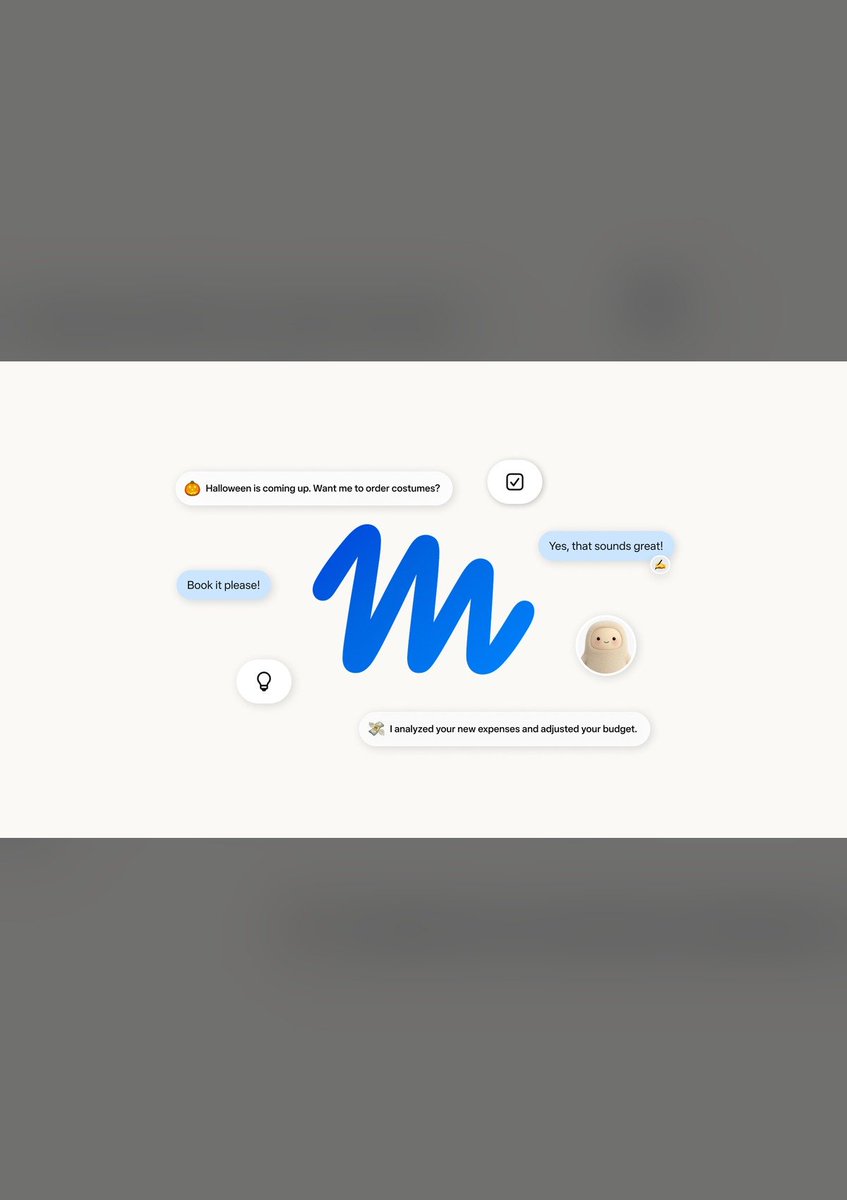 Halloween is coming up. Want me to order costumes?
Yes, that sounds great!
Book it please!
I analyzed your new expenses and adjusted your budget.